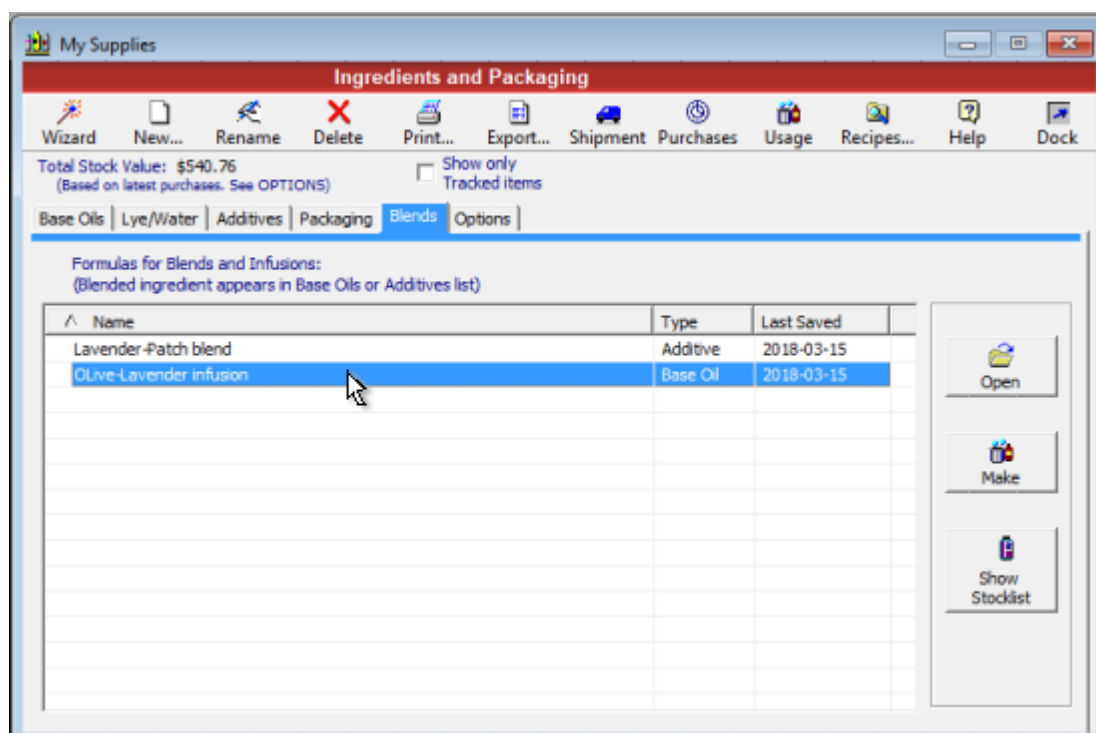 My Supplies
Ingredients and Packaging
Wizard New... Rename Delete Print... Export... Shipment Purchases Usage Recipes... Help Dock
Total Stock Value: $540.76
(Based on latest purchases. See OPTIONS)
Show only
Tracked items
Base Oils Lye/Water Additives Packaging Blends Options
Formulas for Blends and Infusions:
(Blended ingredient appears in Base Oils or Additives list)
Name Type Last Saved
Lavender-Patch blend Additive 2018-03-15
OLive-Lavender infusion Base Oil 2018-03-15
Open
Make
Show
Stocklist